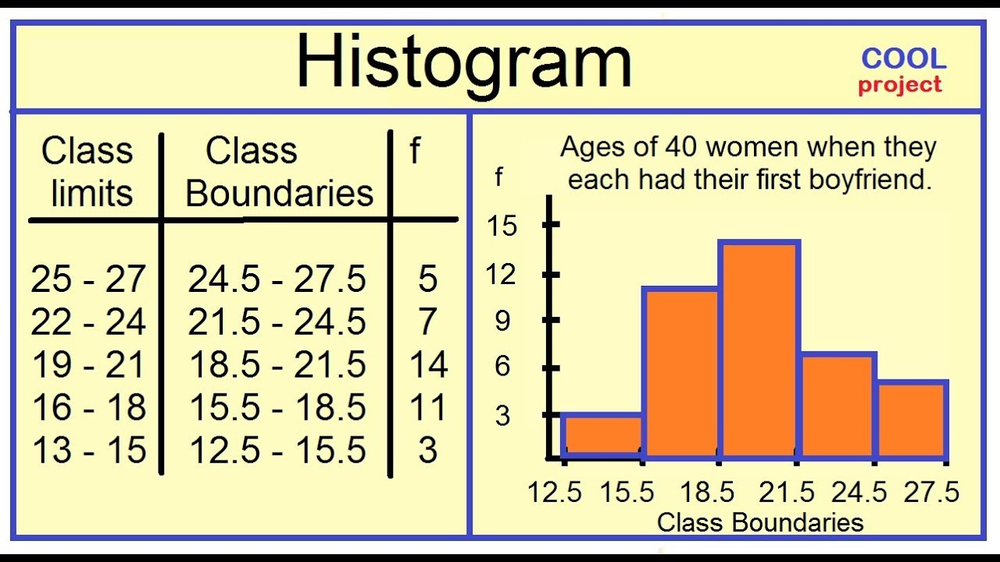 Histogram
COOL
project
Class limits | Class Boundaries | f
25 - 27 | 24.5 - 27.5 | 5
22 - 24 | 21.5 - 24.5 | 7
19 - 21 | 18.5 - 21.5 | 14
16 - 18 | 15.5 - 18.5 | 11
13 - 15 | 12.5 - 15.5 | 3
Ages of 40 women when they
each had their first boyfriend.
f
15
12
9
6
3
12.5 15.5 18.5 21.5 24.5 27.5
Class Boundaries